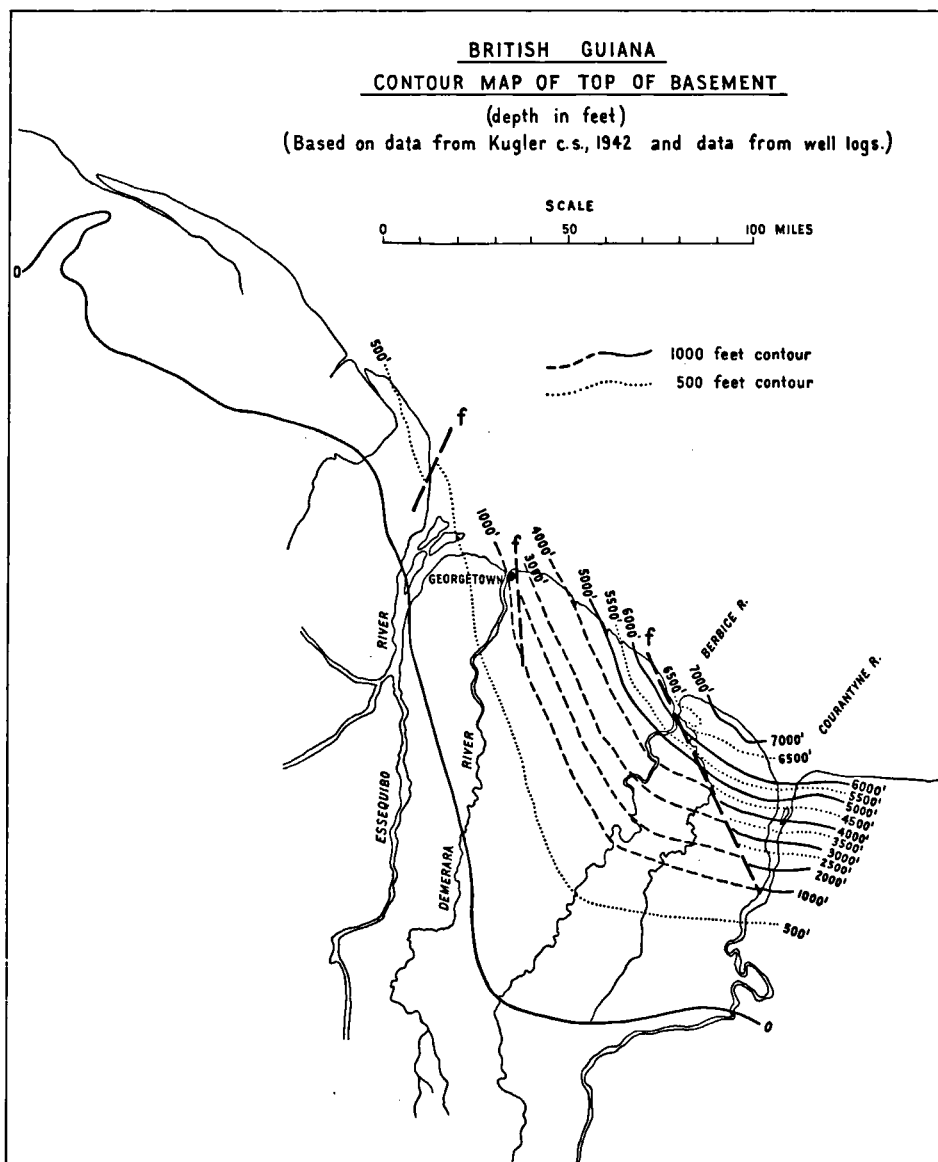 BRITISH GUIANA
CONTOUR MAP OF TOP OF BASEMENT
(depth in feet)
(Based on data from Kugler c.s., 1942 and data from well logs.)
SCALE
0 50 100 MILES
0
500'
1000 feet contour
500 feet contour
f
1000'
f
3000'
4000'
5000'
5500'
6000'
f
6500'
7000'
BERBICE R.
COURANTYNE R.
GEORGETOWN
RIVER
ESSEQUIBO
RIVER
DEMERARA
7000'
6500'
6000'
5500'
5000'
4500'
4000'
3500'
3000'
2500'
2000'
1000'
500'
0